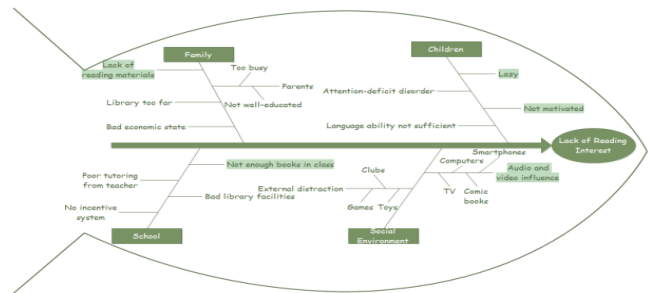 Family
Children
Lack of
reading materials
Too busy
Lazy
Parents
Attention-deficit disorder
Library too far
Not well-educated
Not motivated
Bad economic state
Language ability not sufficient
Lack of Reading
Interest
Smartphones
Computers
Not enough books in class
Clubs
Audio and
video influence
Poor tutoring
from teacher
External distraction
Bad library facilities
TV
Comic
books
Games
Toys
No incentive
system
School
Social
Environment